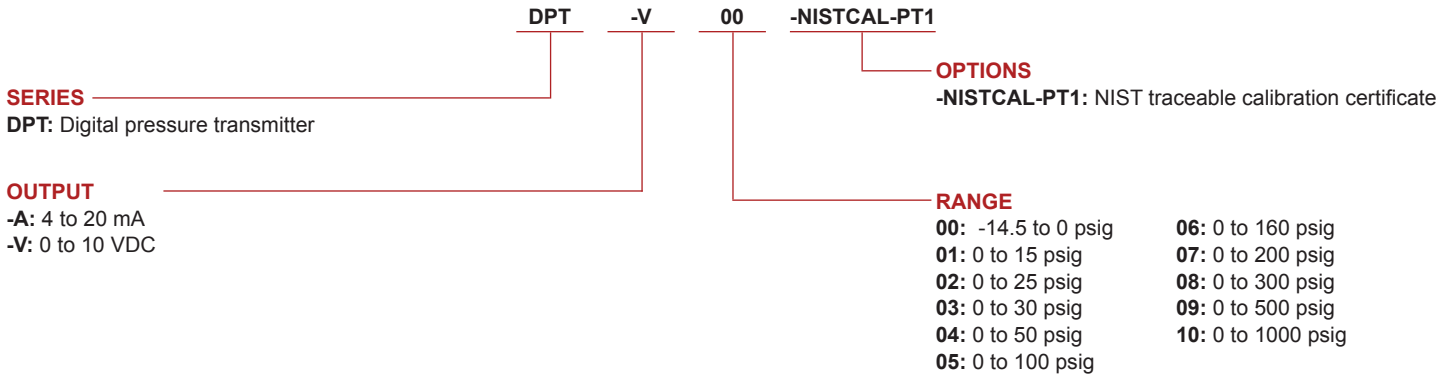 DPT -V 00 -NISTCAL-PT1
SERIES
DPT: Digital pressure transmitter
OUTPUT
-A: 4 to 20 mA
-V: 0 to 10 VDC
OPTIONS
-NISTCAL-PT1: NIST traceable calibration certificate
RANGE
00: -14.5 to 0 psig
01: 0 to 15 psig
02: 0 to 25 psig
03: 0 to 30 psig
04: 0 to 50 psig
05: 0 to 100 psig
06: 0 to 160 psig
07: 0 to 200 psig
08: 0 to 300 psig
09: 0 to 500 psig
10: 0 to 1000 psig